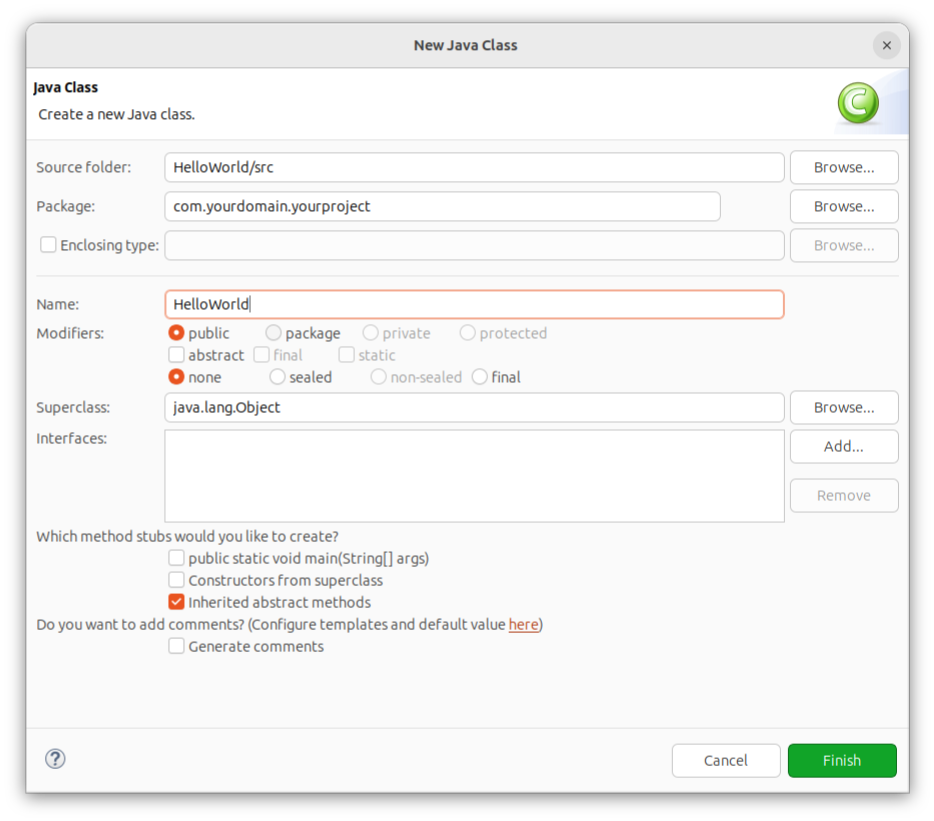 New Java Class
Java Class
Create a new Java class.
Source folder: HelloWorld/src Browse...
Package: com.yourdomain.yourproject Browse...
Enclosing type: Browse...
Name: HelloWorld
Modifiers: public package private protected
abstract final static
none sealed non-sealed final
Superclass: java.lang.Object Browse...
Interfaces: Add...
Remove
Which method stubs would you like to create?
public static void main(String[] args)
Constructors from superclass
Inherited abstract methods
Do you want to add comments? (Configure templates and default value here)
Generate comments
? Cancel Finish